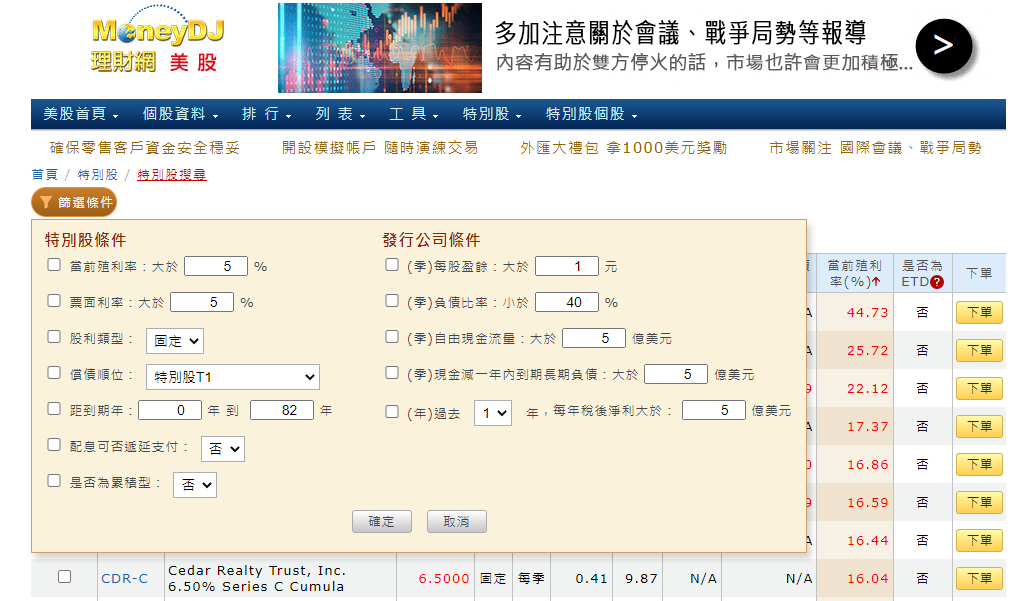 MoneyDJ
理財網 美股
多加注意關於會議、戰爭局勢等報導
內容有助於雙方停火的話，市場也許會更加積極...
>
美股首頁 個股資料 排行 列表 工具 特別股 特別股個股
確保零售客戶資金安全穩妥 開設模擬帳戶 隨時演練交易 外匯大禮包 拿1000美元獎勵 市場關注 國際會議、戰爭局勢
首頁 / 特別股 / 特別股搜尋
篩選條件
特別股條件
當前殖利率：大於 5 %
票面利率：大於 5 %
股利類型： 固定
償債順位： 特別股T1
距到期年： 0 年 到 82 年
配息可否遞延支付： 否
是否為累積型： 否
發行公司條件
(季)每股盈餘：大於 1 元
(季)負債比率：小於 40 %
(季)自由現金流量：大於 5 億美元
(季)現金減一年內到期長期負債：大於 5 億美元
(年)過去 1 年，每年稅後淨利大於： 5 億美元
確定 取消
當前殖利率(%)↑ 是否為ETD? 下單
44.73 否 下單
25.72 否 下單
22.12 否 下單
17.37 否 下單
16.86 否 下單
16.59 否 下單
16.44 否 下單
CDR-C Cedar Realty Trust, Inc. 6.5000 固定 每季 0.41 9.87 N/A N/A 16.04 否 下單
6.50% Series C Cumula